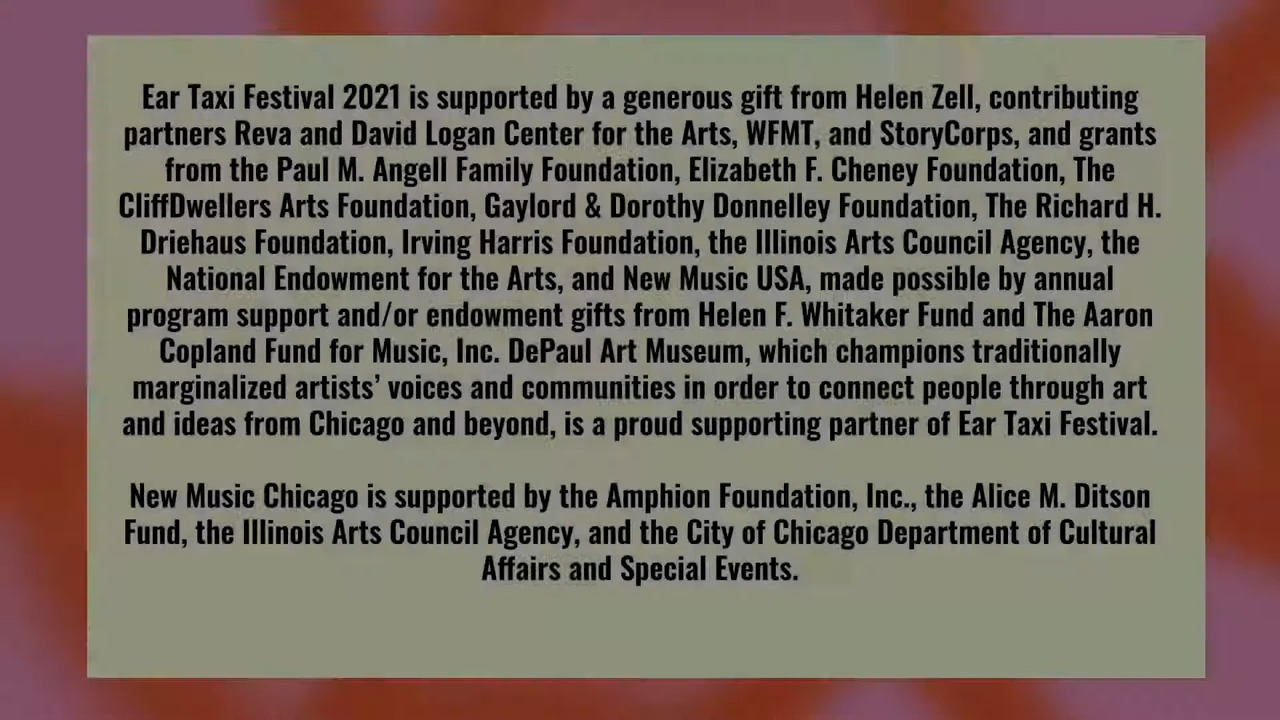 Ear Taxi Festival 2021 is supported by a generous gift from Helen Zell, contributing
partners Reva and David Logan Center for the Arts, WFMT, and StoryCorps, and grants
from the Paul M. Angell Family Foundation, Elizabeth F. Cheney Foundation, The
CliffDwellers Arts Foundation, Gaylord & Dorothy Donnelley Foundation, The Richard H.
Driehaus Foundation, Irving Harris Foundation, the Illinois Arts Council Agency, the
National Endowment for the Arts, and New Music USA, made possible by annual
program support and/or endowment gifts from Helen F. Whitaker Fund and The Aaron
Copland Fund for Music, Inc. DePaul Art Museum, which champions traditionally
marginalized artists’ voices and communities in order to connect people through art
and ideas from Chicago and beyond, is a proud supporting partner of Ear Taxi Festival.
New Music Chicago is supported by the Amphion Foundation, Inc., the Alice M. Ditson
Fund, the Illinois Arts Council Agency, and the City of Chicago Department of Cultural
Affairs and Special Events.